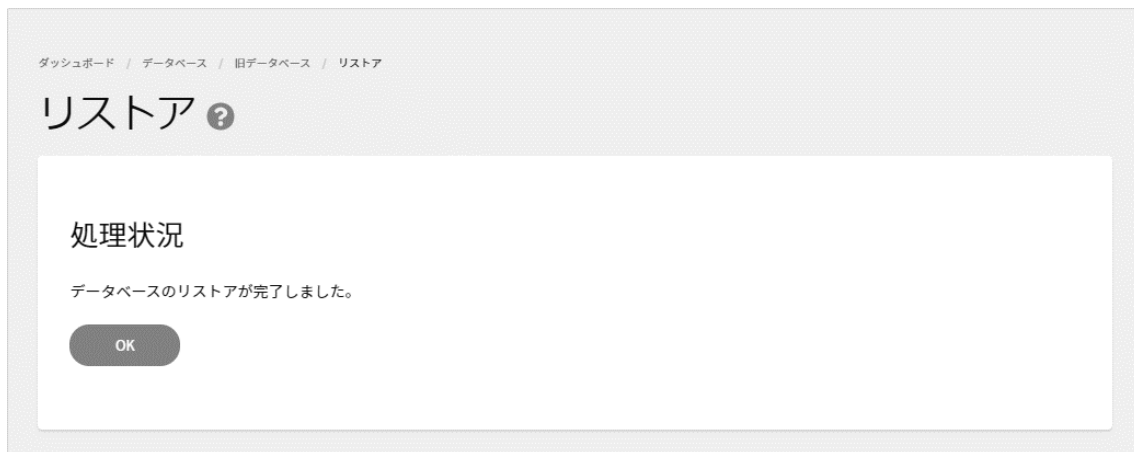 ダッシュボード / データベース / 旧データベース / リストア
リストア ?
処理状況
データベースのリストアが完了しました。
OK